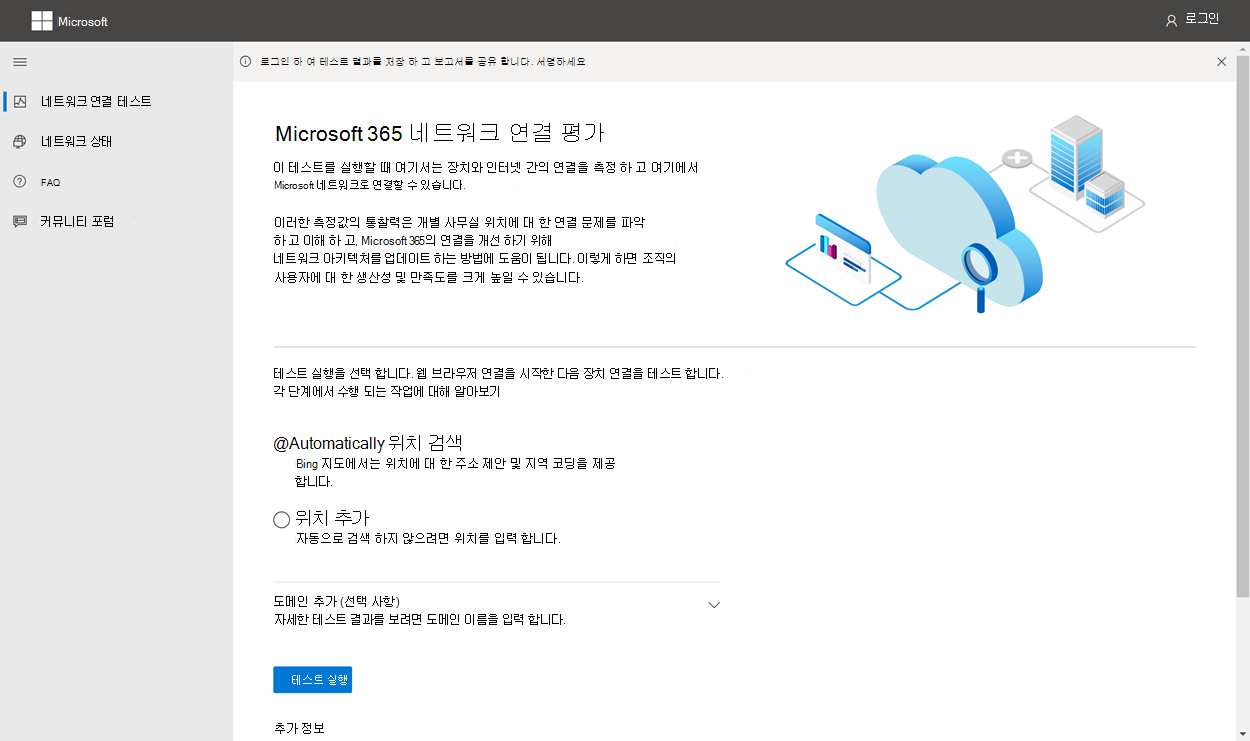 Microsoft
로그인
로그인 하 여 테스트 결과를 저장 하 고 보고서를 공유 합니다. 서명하세요
네트워크 연결 테스트
네트워크 상태
FAQ
커뮤니티 포럼
Microsoft 365 네트워크 연결 평가
이 테스트를 실행할 때 여기서는 장치와 인터넷 간의 연결을 측정 하 고 여기에서
Microsoft 네트워크로 연결할 수 있습니다.
이러한 측정값의 통찰력은 개별 사무실 위치에 대 한 연결 문제를 파악
하 고 이해 하 고, Microsoft 365의 연결을 개선 하기 위해
네트워크 아키텍처를 업데이트 하는 방법에 도움이 됩니다. 이렇게 하면 조직의
사용자에 대 한 생산성 및 만족도를 크게 높일 수 있습니다.
테스트 실행을 선택 합니다. 웹 브라우저 연결을 시작한 다음 장치 연결을 테스트 합니다.
각 단계에서 수행 되는 작업에 대해 알아보기
@Automatically 위치 검색
Bing 지도에서는 위치에 대 한 주소 제안 및 지역 코딩을 제공
합니다.
위치 추가
자동으로 검색 하지 않으려면 위치를 입력 합니다.
도메인 추가 (선택 사항)
자세한 테스트 결과를 보려면 도메인 이름을 입력 합니다.
테스트 실행
추가 정보